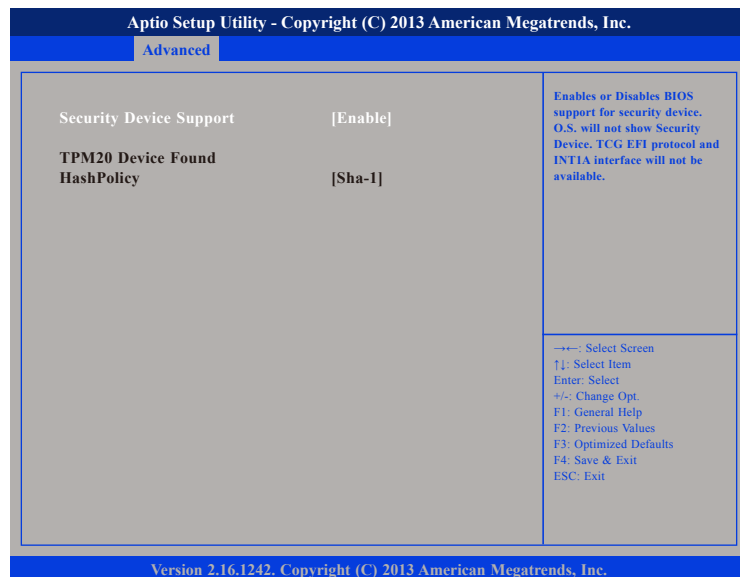 Aptio Setup Utility - Copyright (C) 2013 American Megatrends, Inc.
Advanced
Security Device Support [Enable]
TPM20 Device Found
HashPolicy [Sha-1]
Enables or Disables BIOS
support for security device.
O.S. will not show Security
Device. TCG EFI protocol and
INT1A interface will not be
available.
→←: Select Screen
↑↓: Select Item
Enter: Select
+/-: Change Opt.
F1: General Help
F2: Previous Values
F3: Optimized Defaults
F4: Save & Exit
ESC: Exit
Version 2.16.1242. Copyright (C) 2013 American Megatrends, Inc.